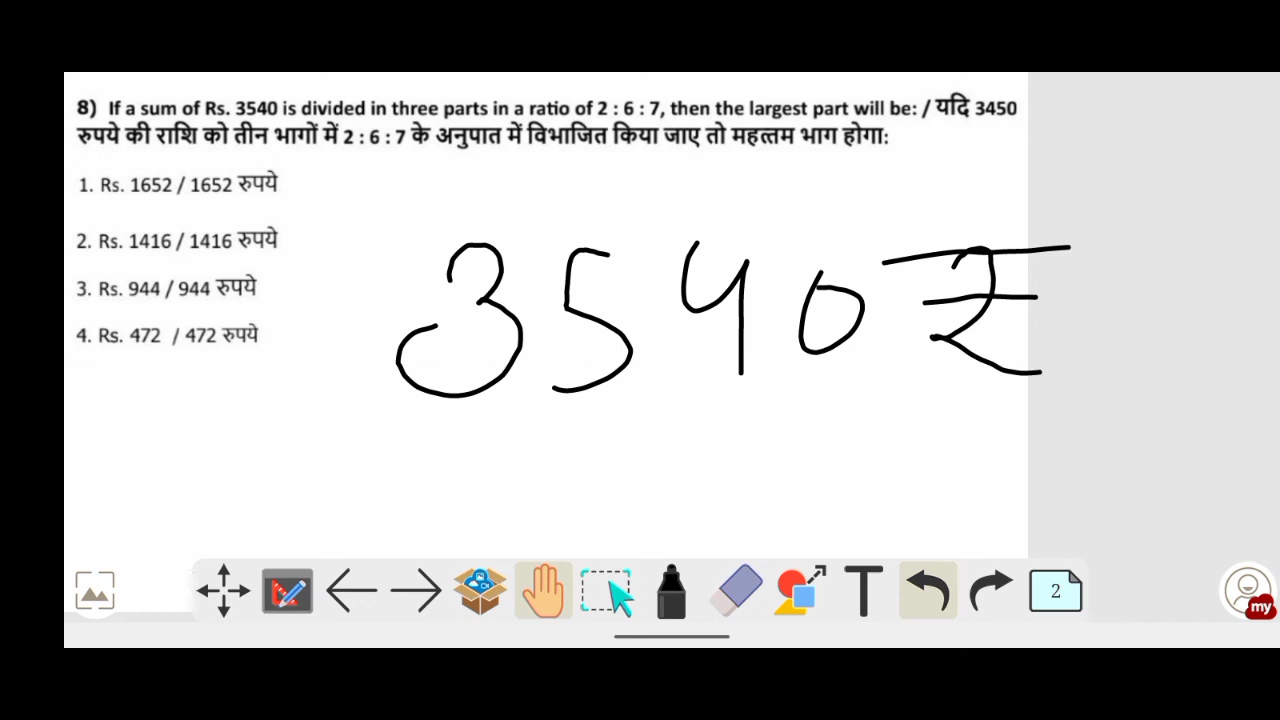 8) If a sum of Rs. 3540 is divided in three parts in a ratio of 2 : 6 : 7, then the largest part will be: / यदि 3450
रुपये की राशि को तीन भागों में 2 : 6 : 7 के अनुपात में विभाजित किया जाए तो महत्तम भाग होगा:
1. Rs. 1652 / 1652 रुपये
2. Rs. 1416 / 1416 रुपये
3. Rs. 944 / 944 रुपये
4. Rs. 472 / 472 रुपये
3540 ₹
T
2
my